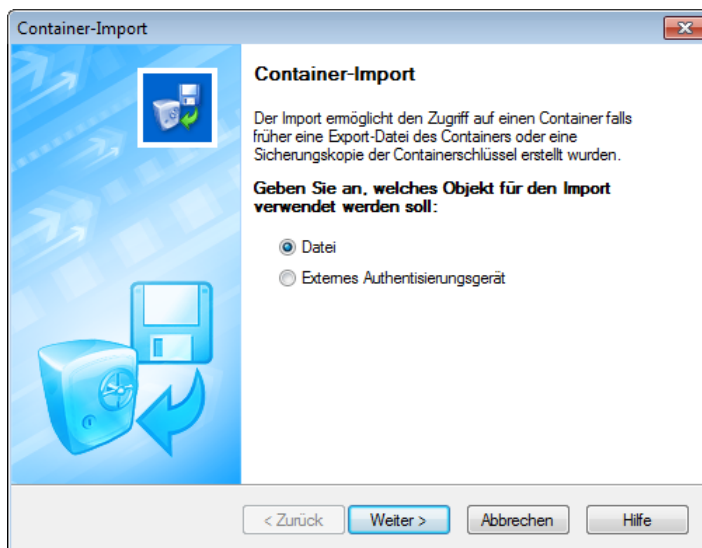 Container-Import
Container-Import
Der Import ermöglicht den Zugriff auf einen Container falls
früher eine Export-Datei des Containers oder eine
Sicherungskopie der Containerschlüssel erstellt wurden.
Geben Sie an, welches Objekt für den Import
verwendet werden soll:
Datei
Externes Authentisierungsgerät
< Zurück
Weiter >
Abbrechen
Hilfe